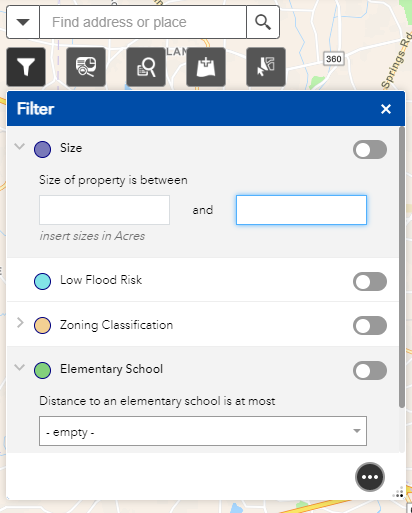 Find address or place
LAN
360
Springs-Rd
Filter
Size
Size of property is between
and
insert sizes in Acres
Low Flood Risk
Zoning Classification
Elementary School
Distance to an elementary school is at most
- empty -